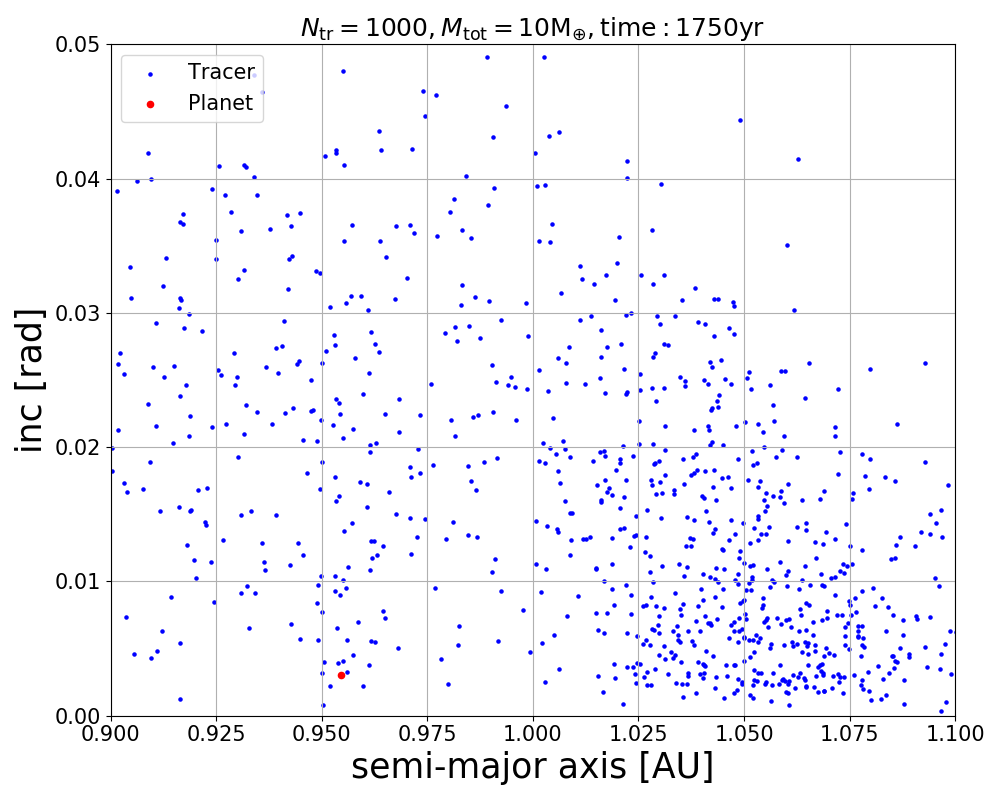 N_tr = 1000, M_tot = 10M_⊕, time : 1750yr
Tracer
Planet
0.05
0.04
0.03
0.02
0.01
0.00
inc [rad]
0.900 0.925 0.950 0.975 1.000 1.025 1.050 1.075 1.100
semi-major axis [AU]